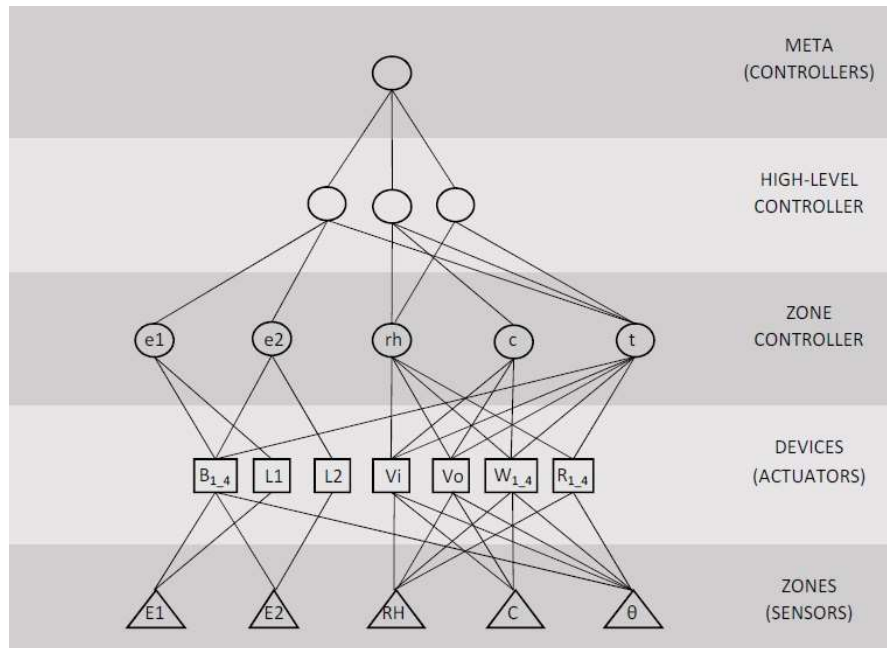 META
(CONTROLLERS)
HIGH-LEVEL
CONTROLLER
ZONE
CONTROLLER
e1 e2 rh c t
DEVICES
(ACTUATORS)
B1_4 L1 L2 Vi Vo W1_4 R1_4
ZONES
(SENSORS)
E1 E2 RH C θ